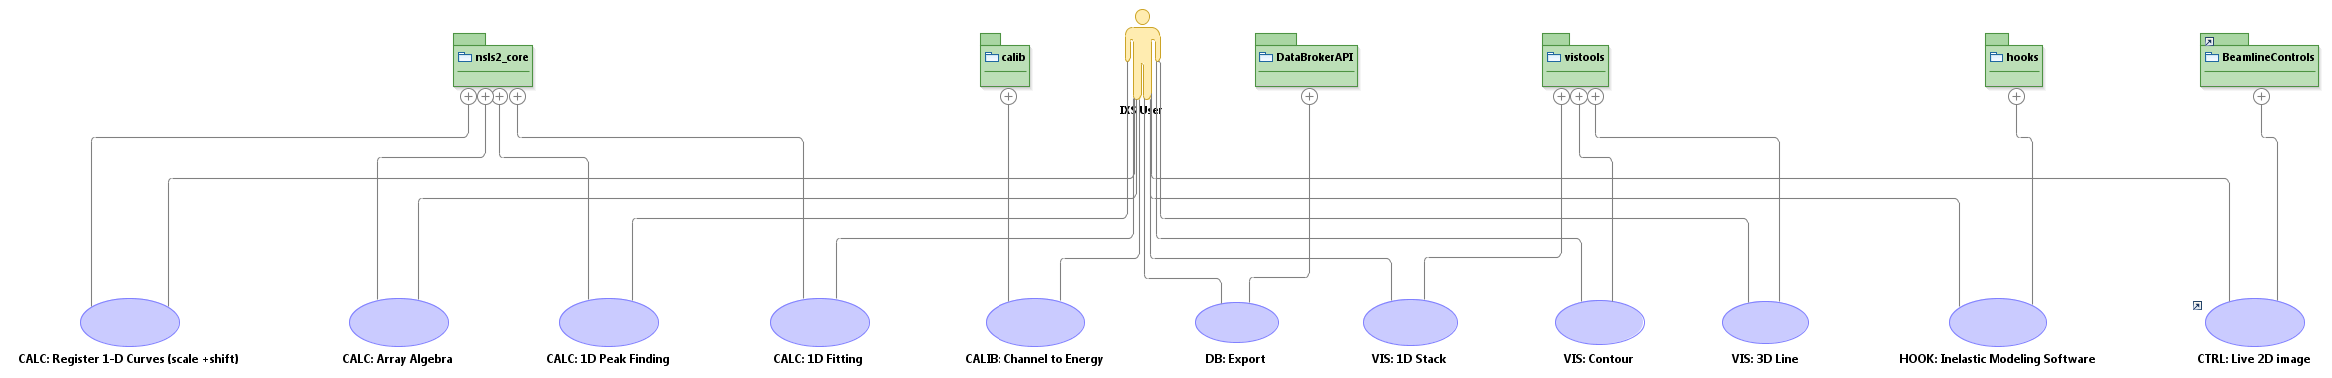 nsls2_core
calib
DataBrokerAPI
vistools
hooks
BeamlineControls
IXS User
CALC: Register 1-D Curves (scale +shift)
CALC: Array Algebra
CALC: 1D Peak Finding
CALC: 1D Fitting
CALIB: Channel to Energy
DB: Export
VIS: 1D Stack
VIS: Contour
VIS: 3D Line
HOOK: Inelastic Modeling Software
CTRL: Live 2D image